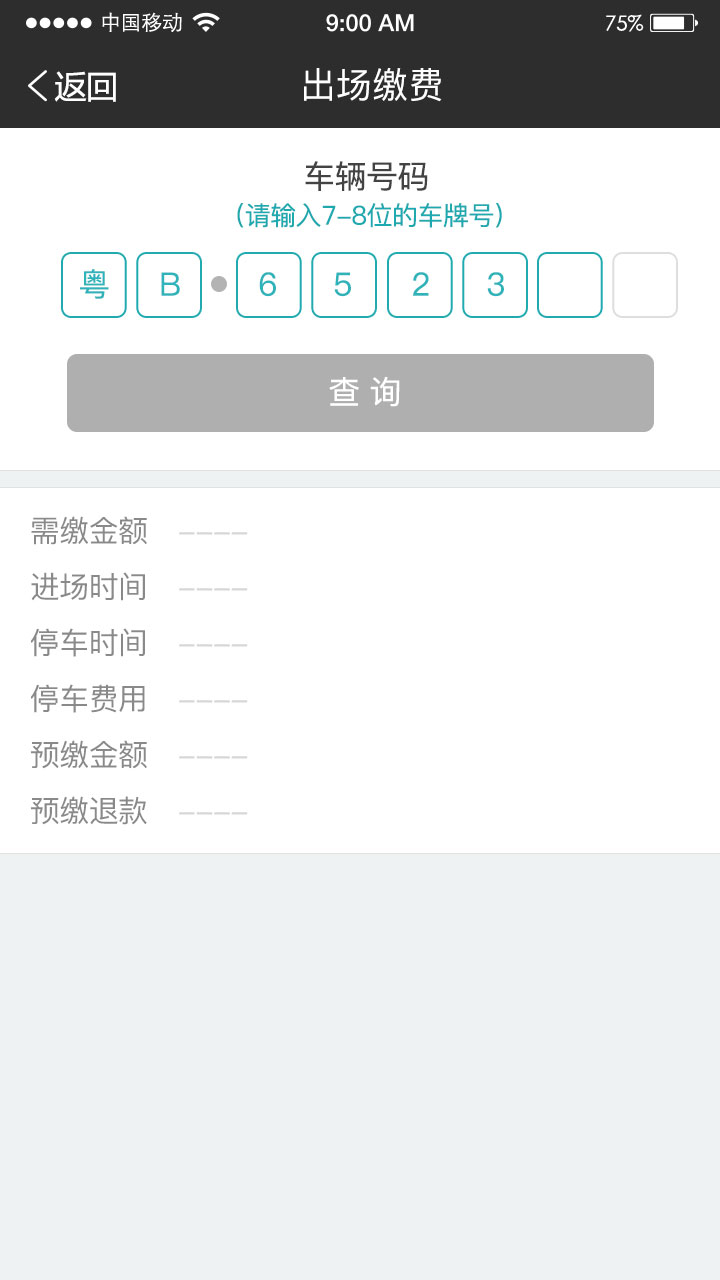 中国移动 9:00 AM 75%
返回 出场缴费
车辆号码
(请输入7-8位的车牌号)
粤 B • 6 5 2 3
查 询
需缴金额 ----
进场时间 ----
停车时间 ----
停车费用 ----
预缴金额 ----
预缴退款 ----